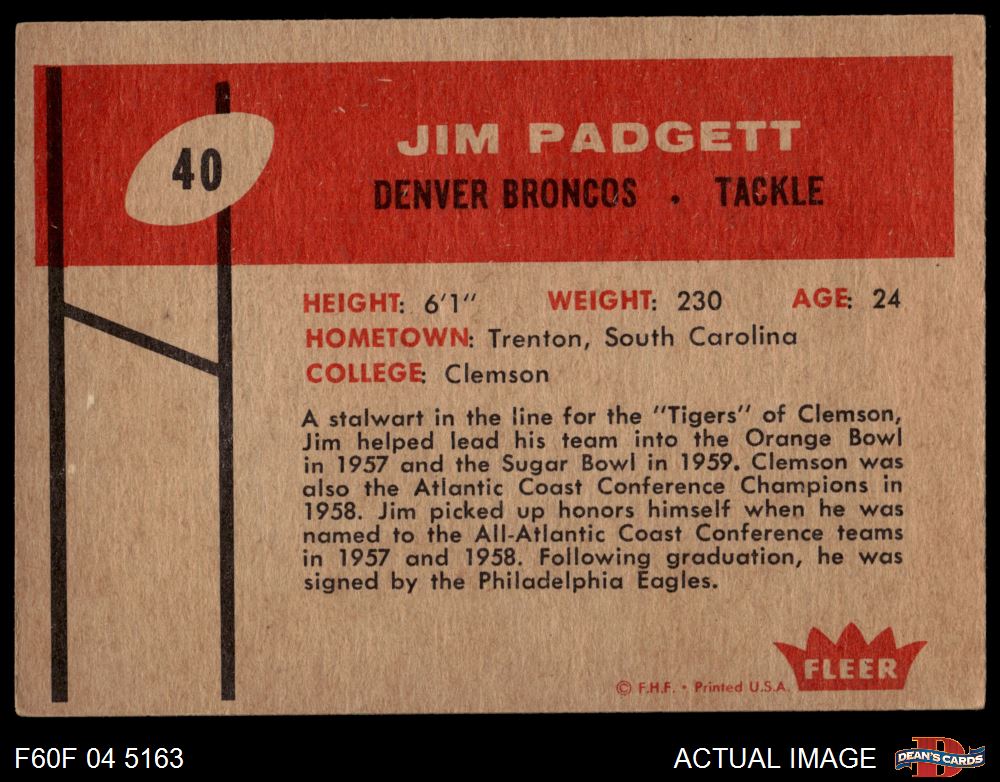 40
JIM PADGETT
DENVER BRONCOS . TACKLE
HEIGHT: 6'1" WEIGHT: 230 AGE: 24
HOMETOWN: Trenton, South Carolina
COLLEGE: Clemson
A stalwart in the line for the "Tigers" of Clemson,
Jim helped lead his team into the Orange Bowl
in 1957 and the Sugar Bowl in 1959. Clemson was
also the Atlantic Coast Conference Champions in
1958. Jim picked up honors himself when he was
named to the All-Atlantic Coast Conference teams
in 1957 and 1958. Following graduation, he was
signed by the Philadelphia Eagles.
FLEER
© F.H.F. • Printed U.S.A.
F60F 04 5163
ACTUAL IMAGE
D
DEAN'S CARDS